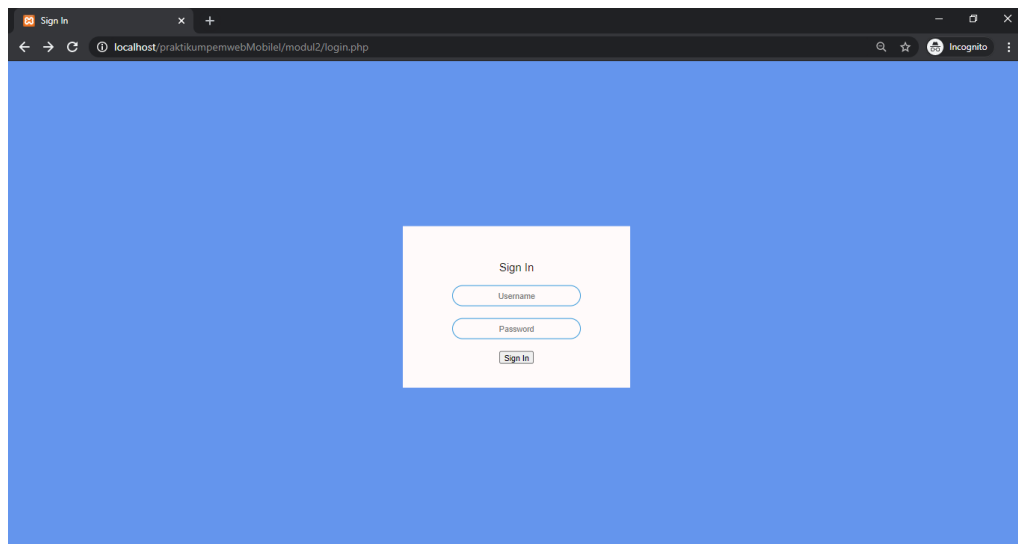 Sign In
localhost/praktikumpemwebMobilel/modul2/login.php
Incognito
Sign In
Username
Password
Sign In